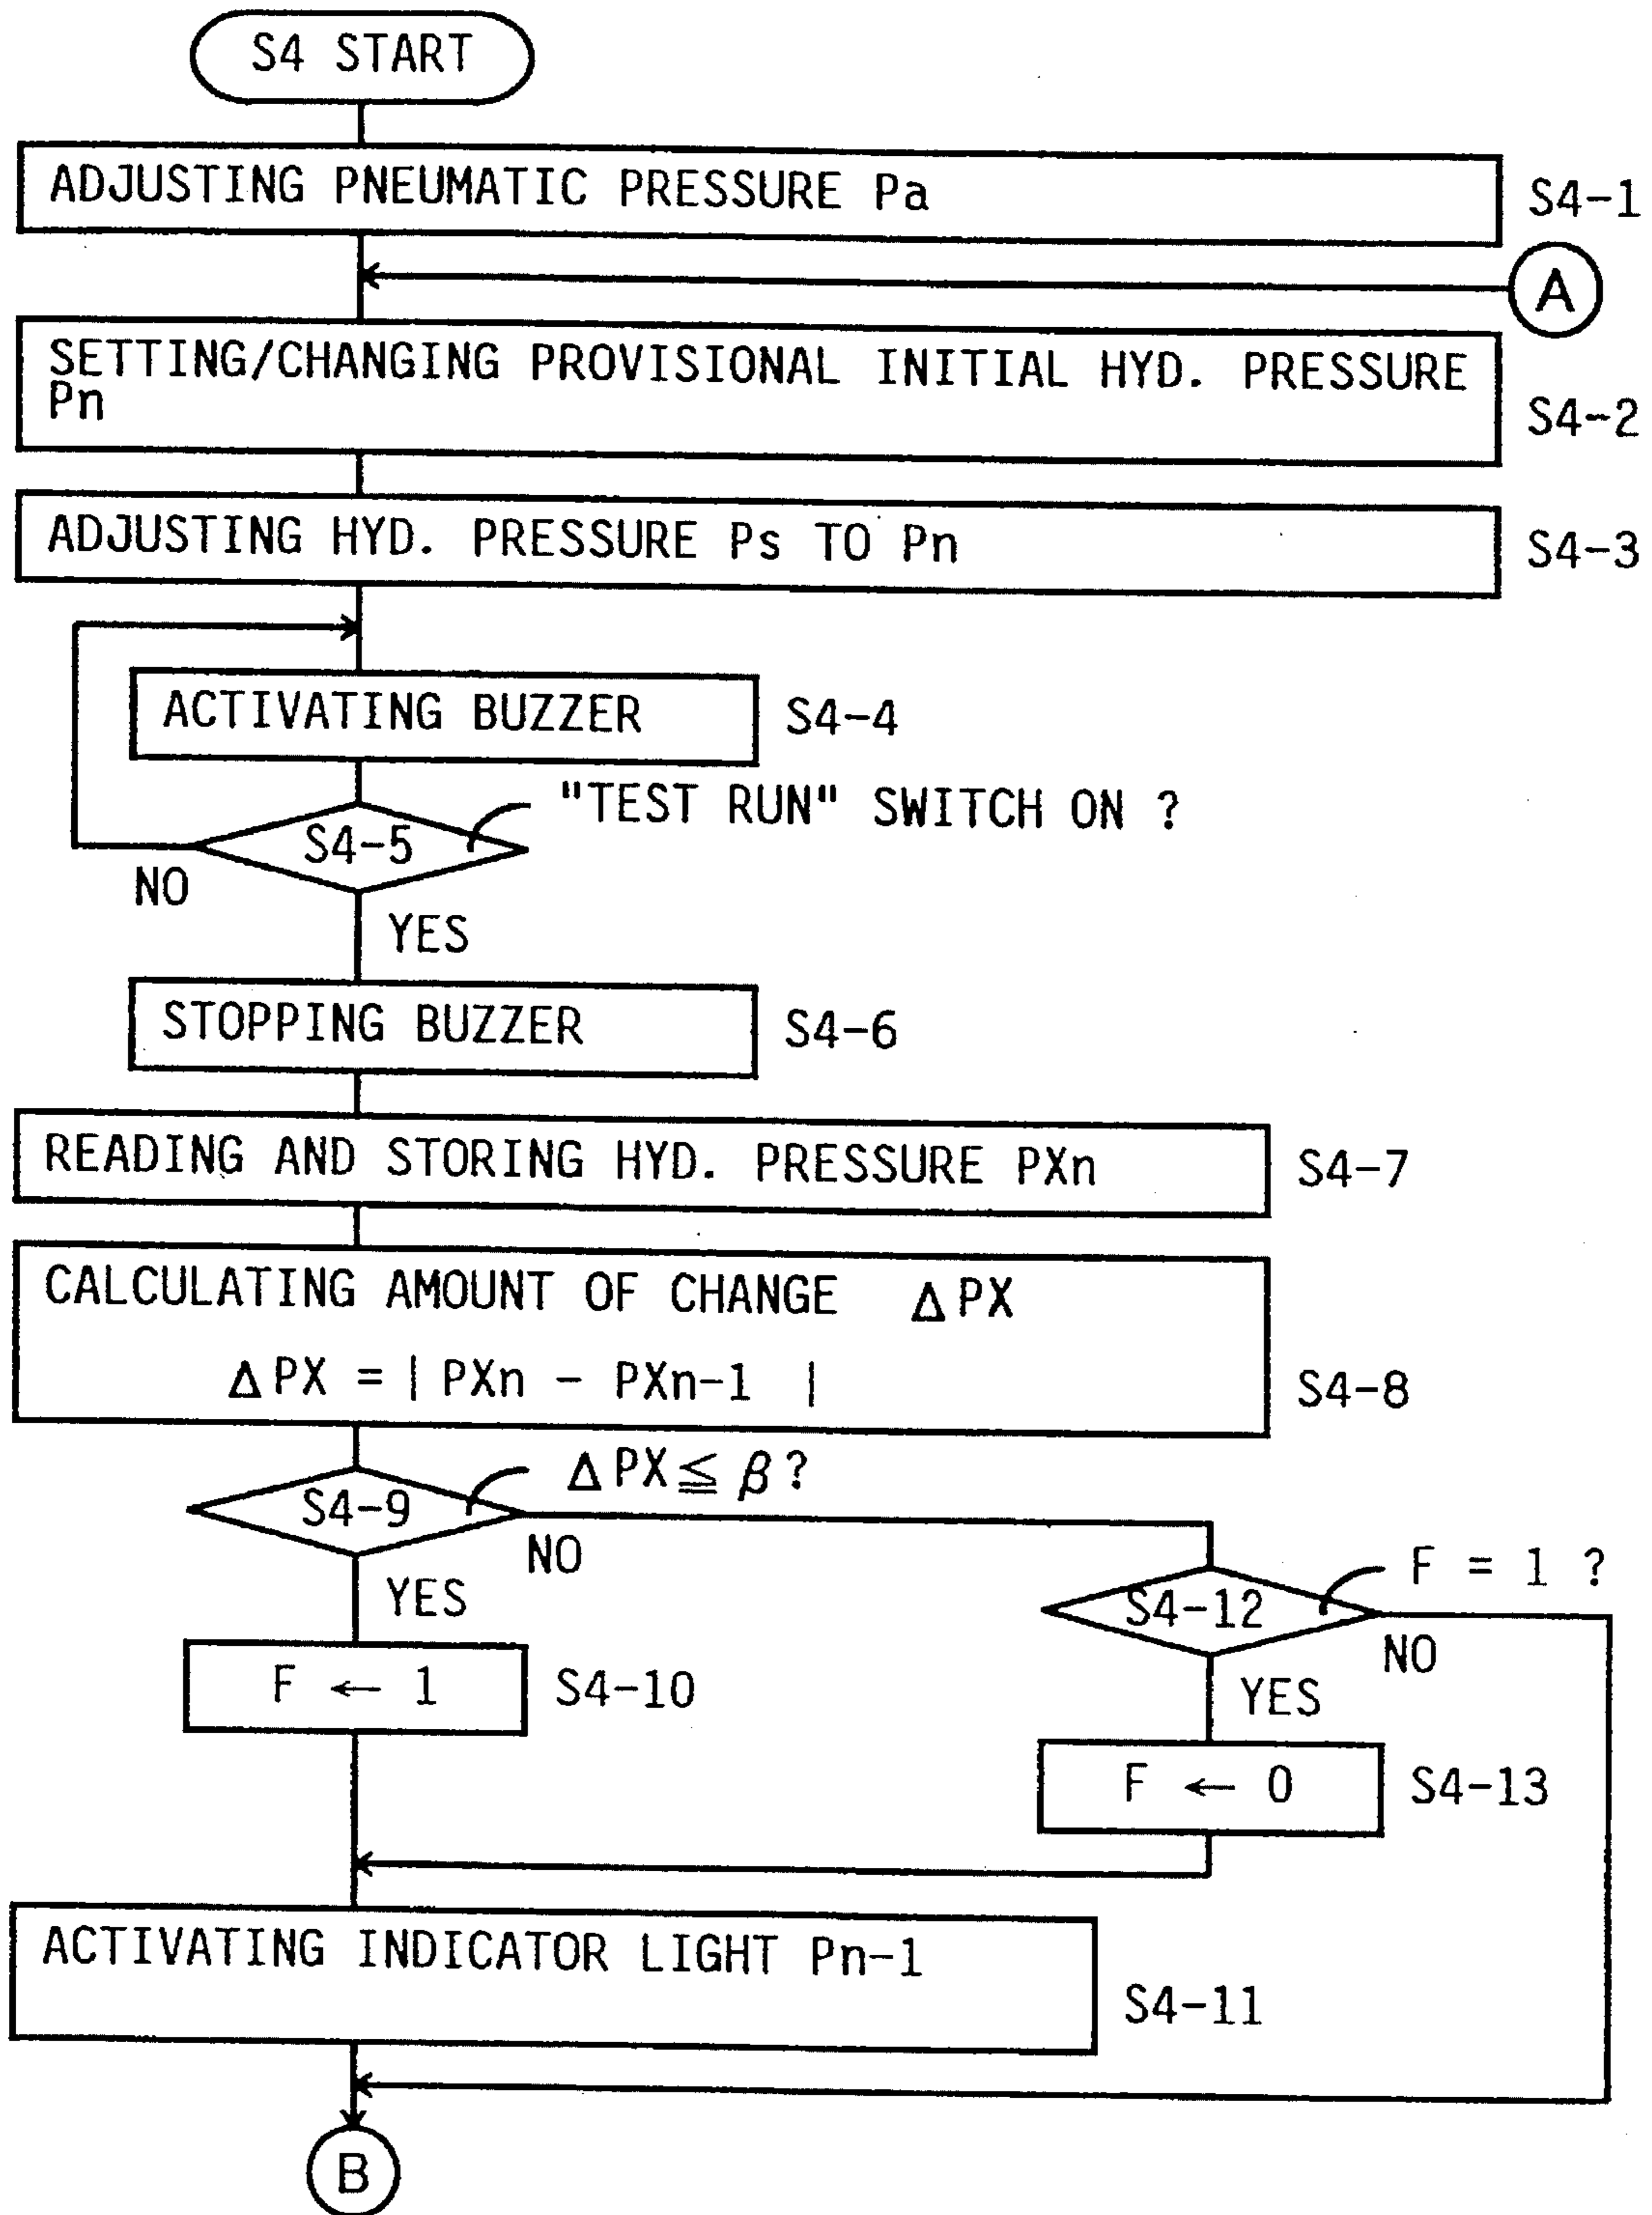 S4 START
ADJUSTING PNEUMATIC PRESSURE Pa
S4-1
A
SETTING/CHANGING PROVISIONAL INITIAL HYD. PRESSURE
Pn
S4-2
ADJUSTING HYD. PRESSURE Ps TO Pn
S4-3
ACTIVATING BUZZER
S4-4
"TEST RUN" SWITCH ON ?
S4-5
NO
YES
STOPPING BUZZER
S4-6
READING AND STORING HYD. PRESSURE PXn
S4-7
CALCULATING AMOUNT OF CHANGE ΔPX
ΔPX = | PXn - PXn-1 |
S4-8
ΔPX ≦ β ?
S4-9
NO
YES
F = 1 ?
S4-12
NO
YES
F ← 1
S4-10
F ← 0
S4-13
ACTIVATING INDICATOR LIGHT Pn-1
S4-11
B